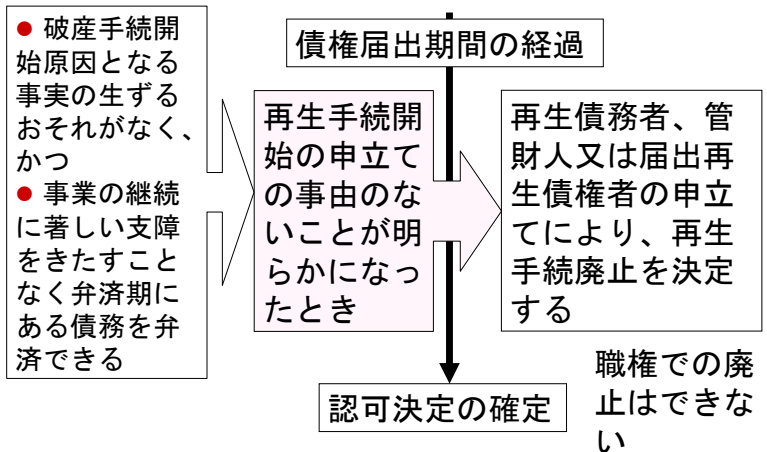 ● 破産手続開
始原因となる
事実の生ずる
おそれがなく、
かつ
● 事業の継続
に著しい支障
をきたすこと
なく弁済期に
ある債務を弁
済できる
債権届出期間の経過
再生手続開
始の申立て
の事由のな
いことが明
らかになっ
たとき
再生債務者、管
財人又は届出再
生債権者の申立
てにより、再生
手続廃止を決定
する
認可決定の確定
職権での廃
止はできな
い